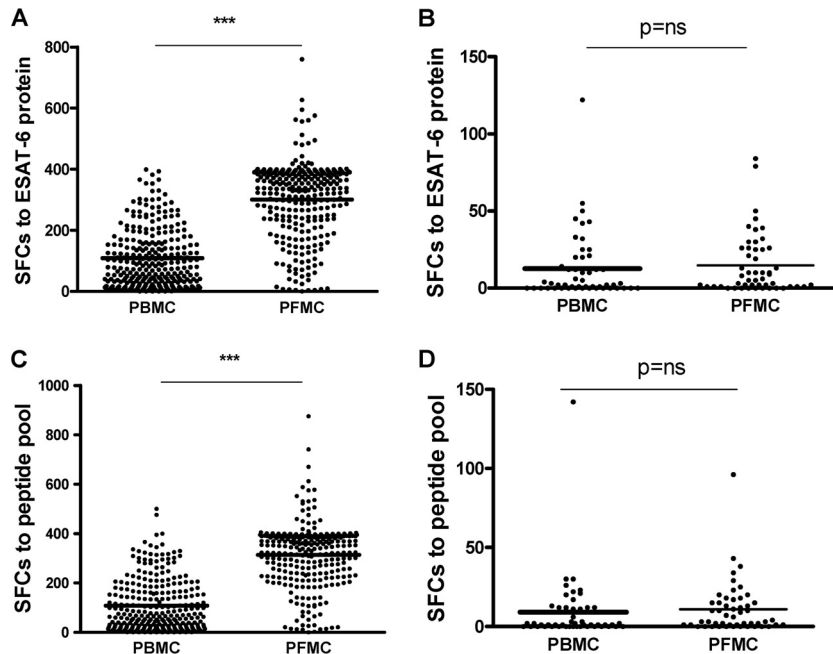 A
***
SFCs to ESAT-6 protein
800
600
400
200
0
PBMC
PFMC
B
p=ns
SFCs to ESAT-6 protein
150
100
50
0
PBMC
PFMC
C
***
SFCs to peptide pool
1000
800
600
400
200
0
PBMC
PFMC
D
p=ns
SFCs to peptide pool
150
100
50
0
PBMC
PFMC